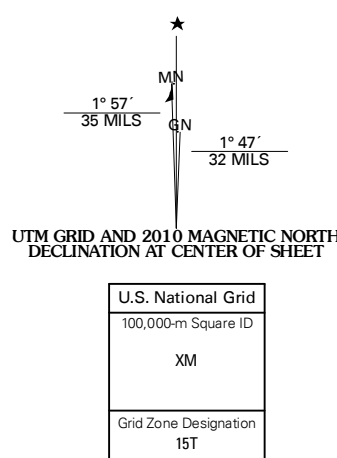 MN
GN
1° 57´
35 MILS
1° 47´
32 MILS
UTM GRID AND 2010 MAGNETIC NORTH
DECLINATION AT CENTER OF SHEET
U.S. National Grid
100,000-m Square ID
XM
Grid Zone Designation
15T